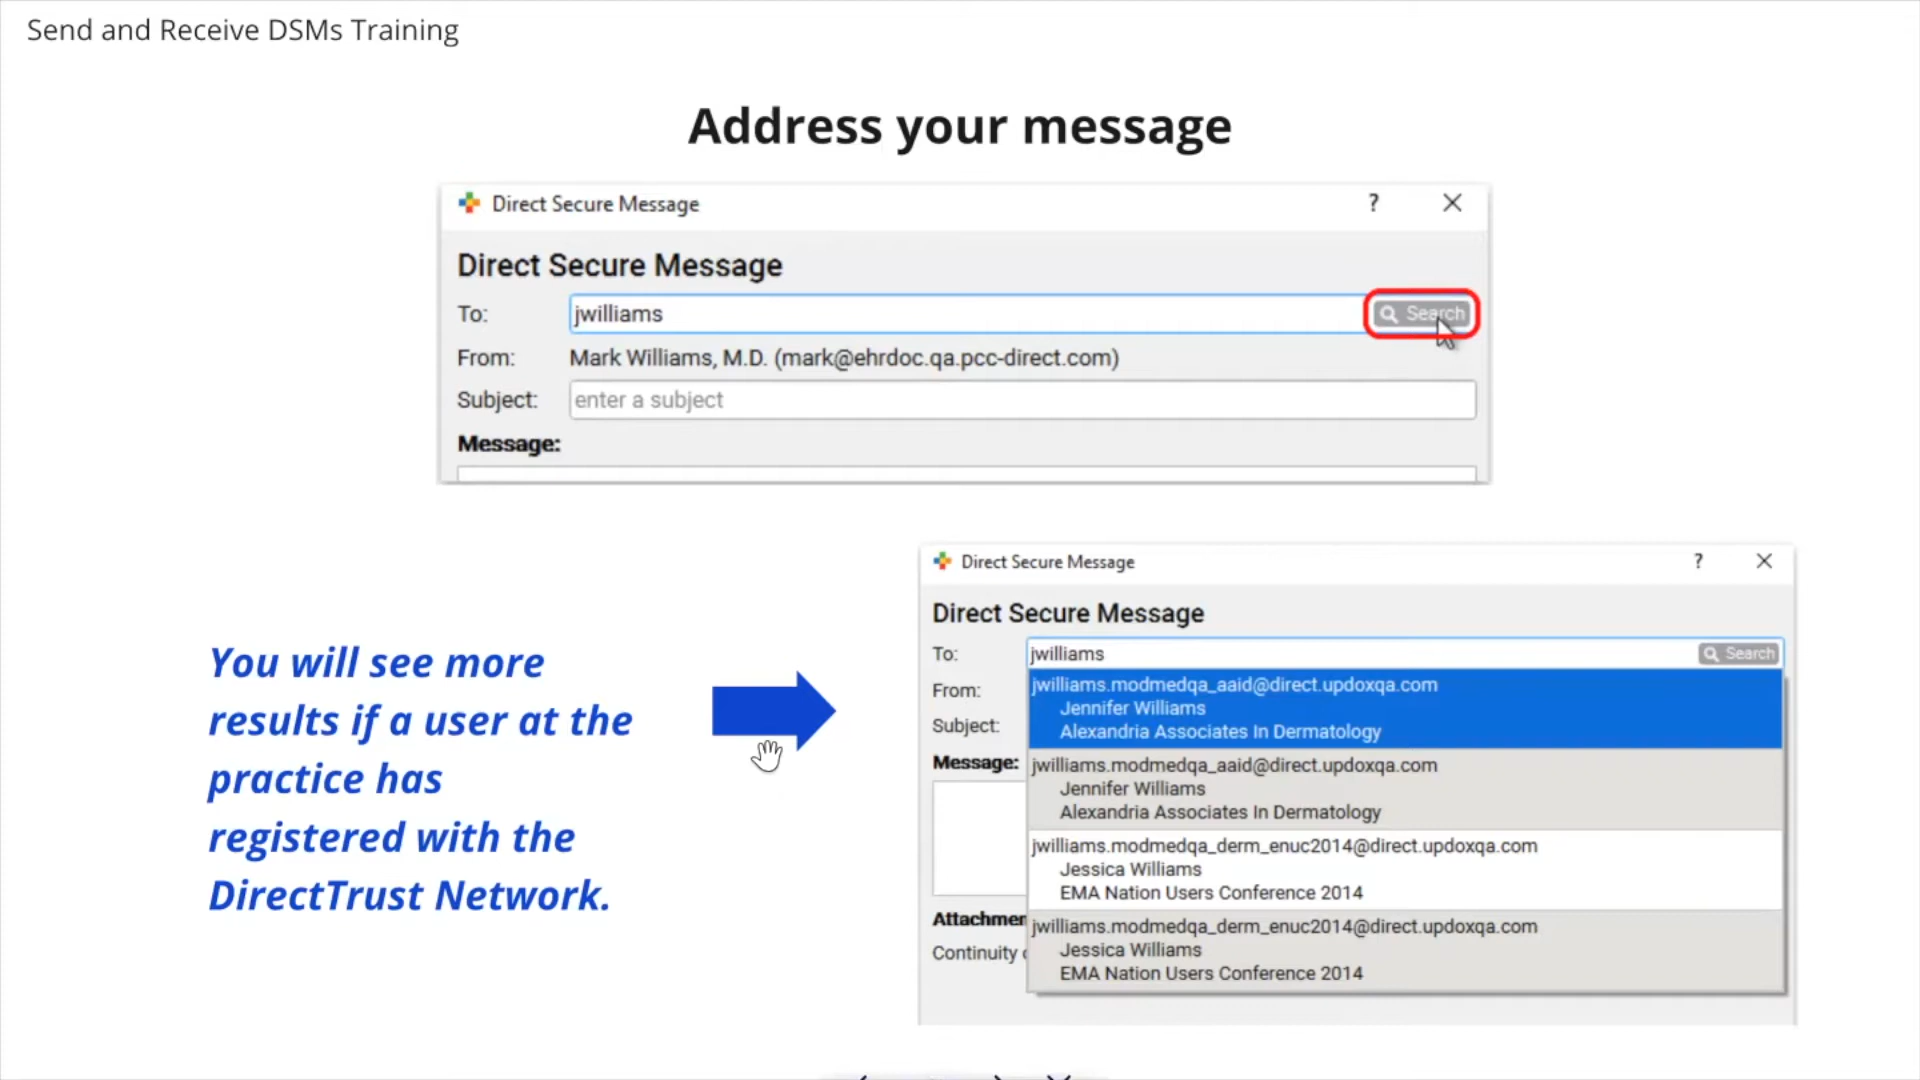 Send and Receive DSMs Training
Address your message
Direct Secure Message
?
Direct Secure Message
To:
jwilliams
Search
From:
Mark Williams, M.D. (mark@ehrdoc.qa.pcc-direct.com)
Subject:
enter a subject
Message:
You will see more
results if a user at the
practice has
registered with the
DirectTrust Network.
Direct Secure Message
?
Direct Secure Message
To:
jwilliams
Search
From:
Subject:
Message:
Attachmen
Continuity
jwilliams.modmedqa_aaid@direct.updoxqa.com
Jennifer Williams
Alexandria Associates In Dermatology
jwilliams.modmedqa_aaid@direct.updoxqa.com
Jennifer Williams
Alexandria Associates In Dermatology
jwilliams.modmedqa_derm_enuc2014@direct.updoxqa.com
Jessica Williams
EMA Nation Users Conference 2014
jwilliams.modmedqa_derm_enuc2014@direct.updoxqa.com
Jessica Williams
EMA Nation Users Conference 2014